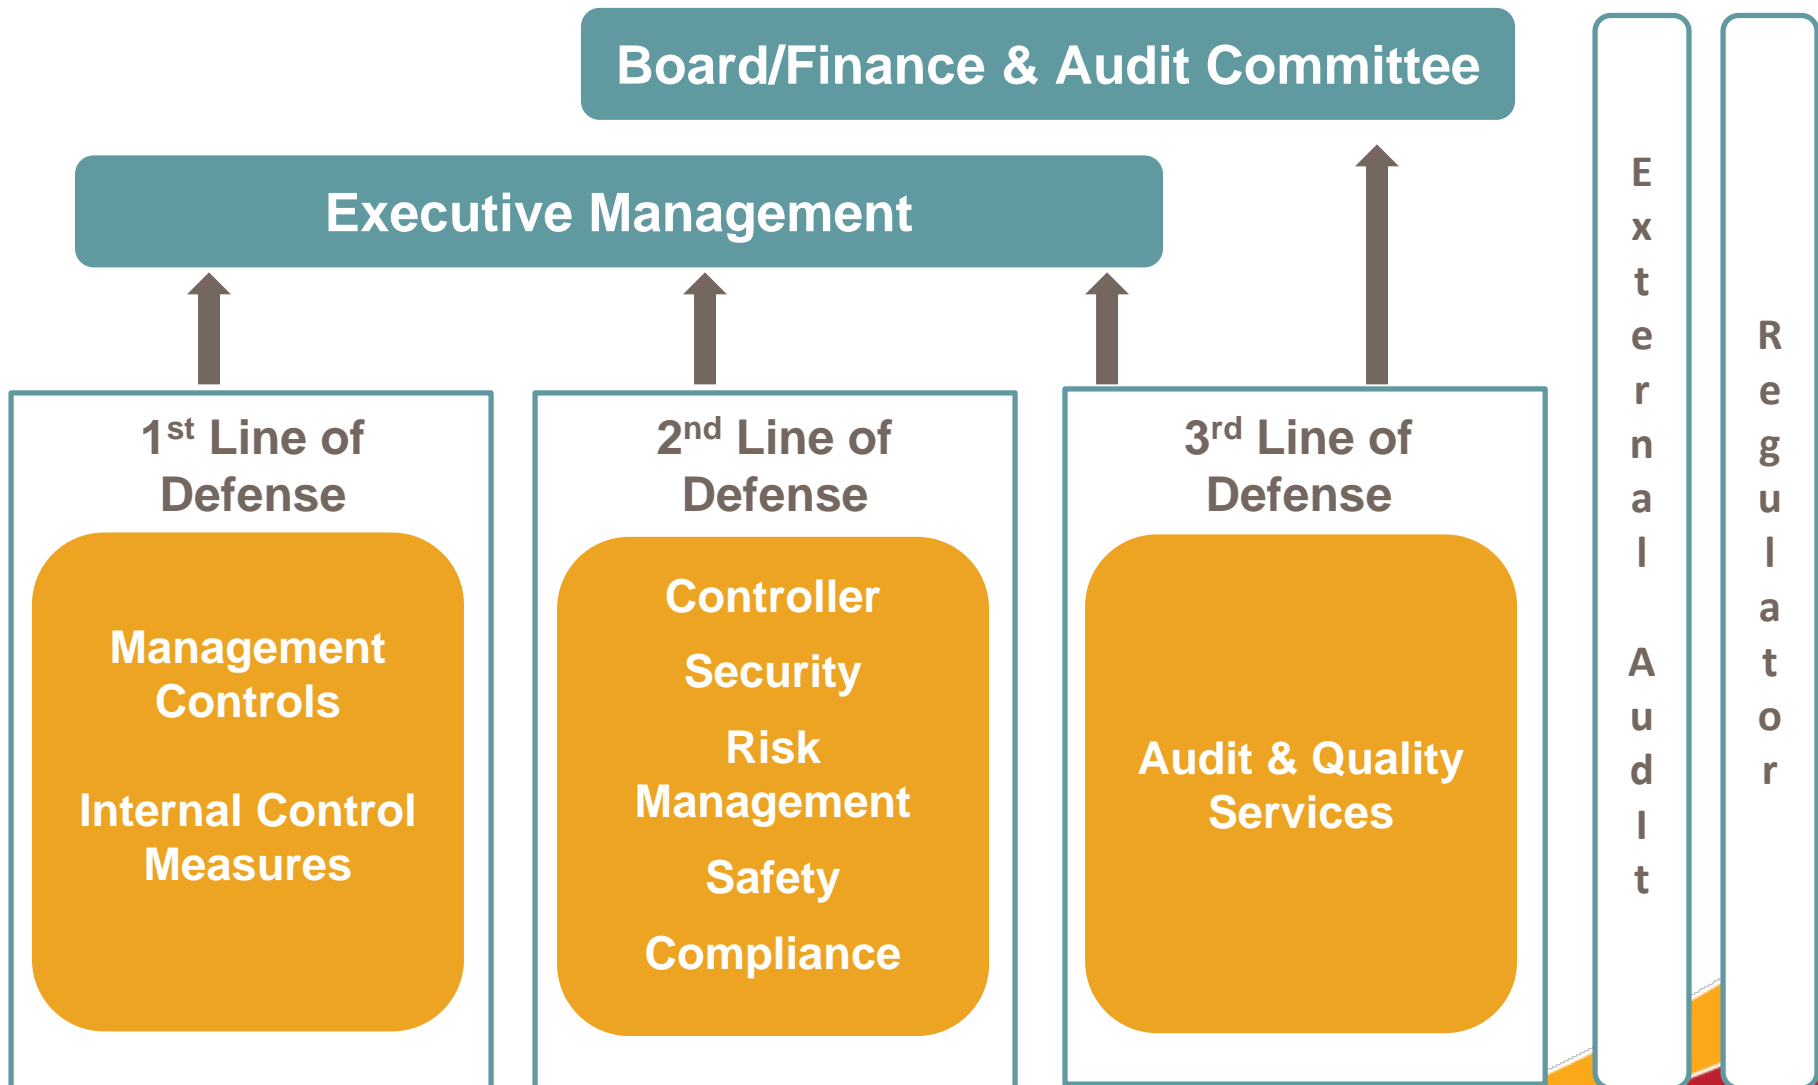 Board/Finance & Audit Committee
Executive Management
1st Line of
Defense
Management
Controls
Internal Control
Measures
2nd Line of
Defense
Controller
Security
Risk
Management
Safety
Compliance
3rd Line of
Defense
Audit & Quality
Services
External AudIt
Regulator